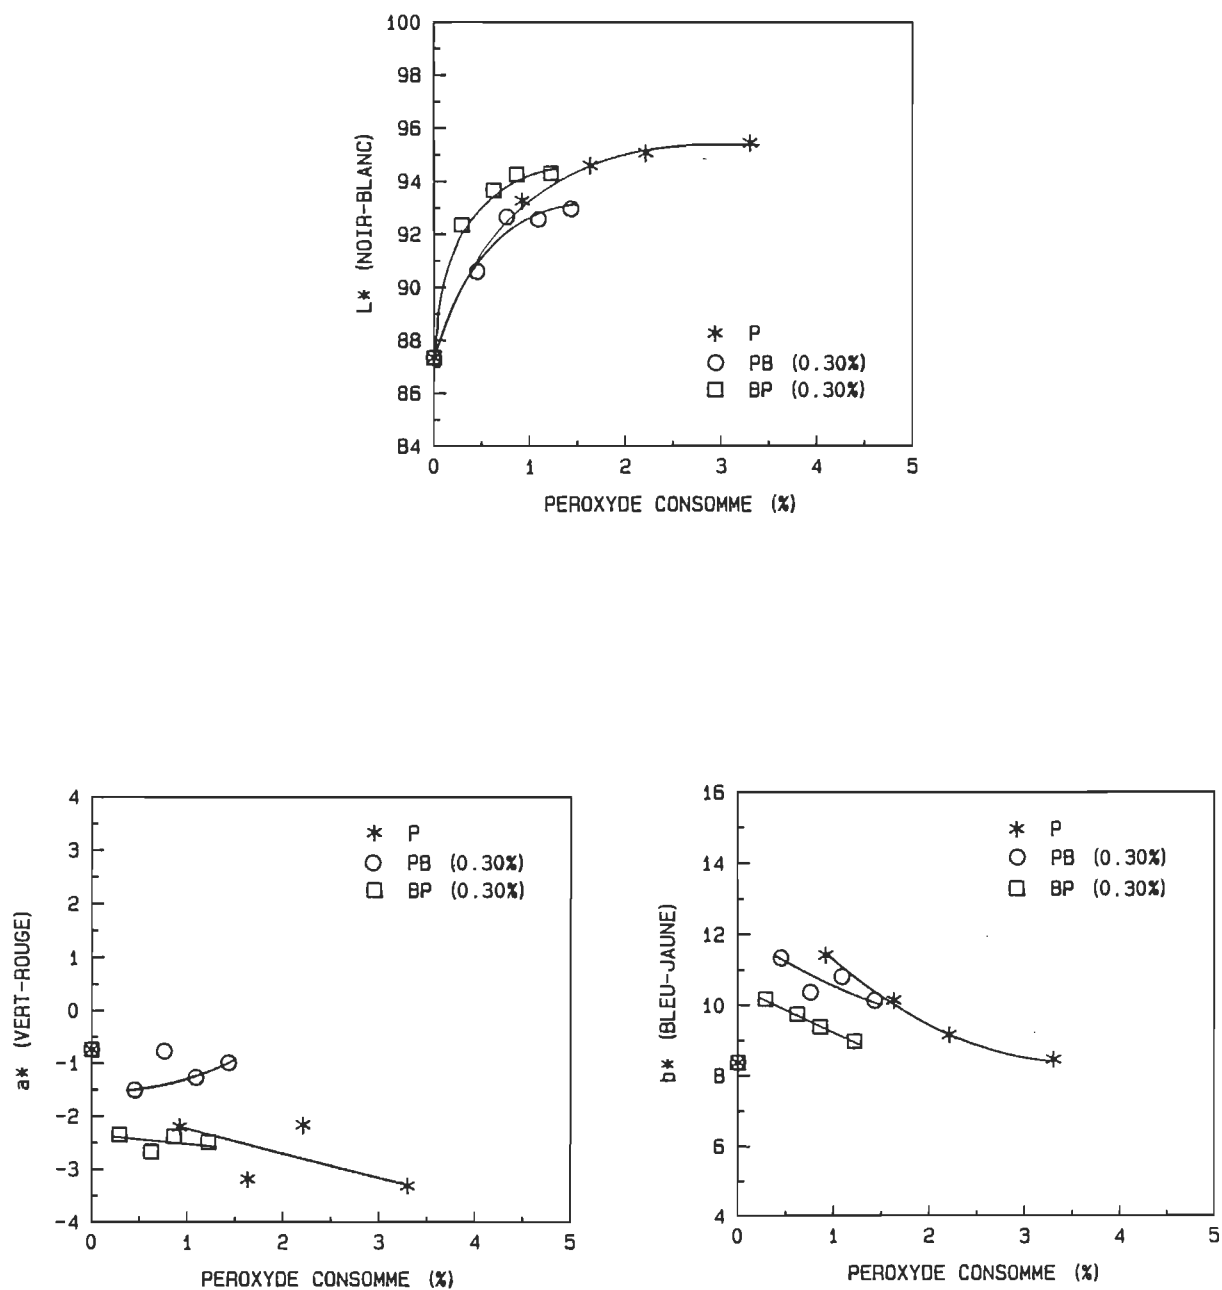 100
98
96
94
92
90
88
86
84
L* (NOIR-BLANC)
* P
○ PB (0.30%)
□ BP (0.30%)
0 1 2 3 4 5
PEROXYDE CONSOMME (%)
4
3
2
1
0
-1
-2
-3
-4
a* (VERT-ROUGE)
* P
○ PB (0.30%)
□ BP (0.30%)
0 1 2 3 4 5
PEROXYDE CONSOMME (%)
16
14
12
10
8
6
4
b* (BLEU-JAUNE)
* P
○ PB (0.30%)
□ BP (0.30%)
0 1 2 3 4 5
PEROXYDE CONSOMME (%)